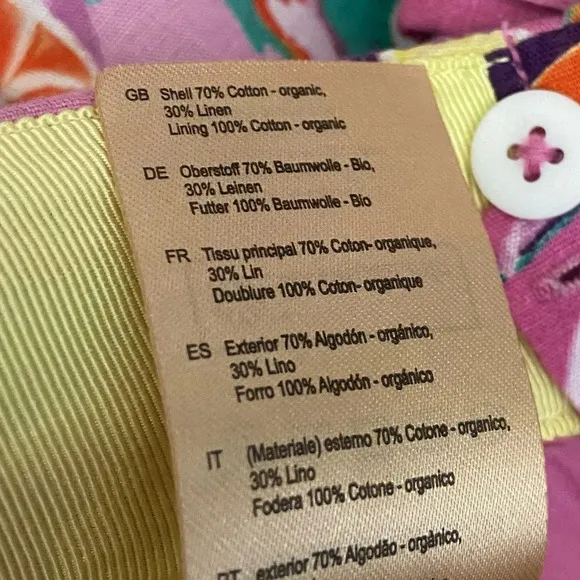 GB Shell 70% Cotton - organic,
30% Linen
Lining 100% Cotton - organic
DE Oberstoff 70% Baumwolle - Bio,
30% Leinen
Futter 100% Baumwolle - Bio
FR Tissu principal 70% Coton- organique,
30% Lin
Doublure 100% Coton- organique
ES Exterior 70% Algodón - orgánico,
30% Lino
Forro 100% Algodón - orgánico
IT (Materiale) esterno 70% Cotone - organico,
30% Lino
Fodera 100% Cotone - organico
PT exterior 70% Algodão - orgânico,